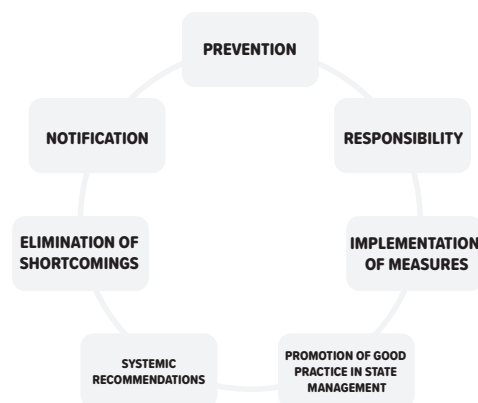 PREVENTION
RESPONSIBILITY
IMPLEMENTATION
OF MEASURES
PROMOTION OF GOOD
PRACTICE IN STATE
MANAGEMENT
SYSTEMIC
RECOMMENDATIONS
ELIMINATION OF
SHORTCOMINGS
NOTIFICATION